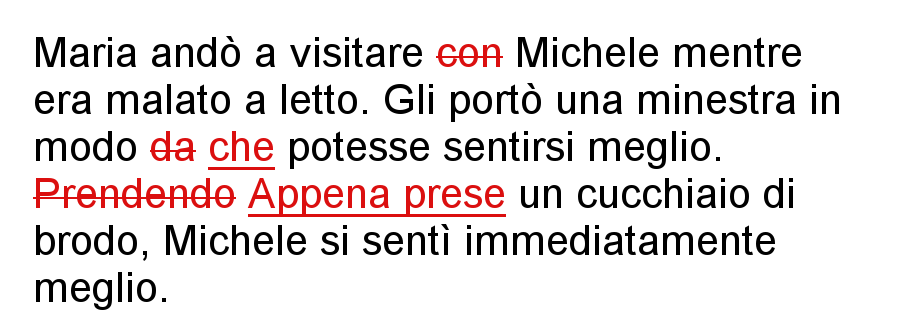 Maria andò a visitare con Michele mentre
era malato a letto. Gli portò una minestra in
modo da che potesse sentirsi meglio.
Prendendo Appena prese un cucchiaio di
brodo, Michele si sentì immediatamente
meglio.